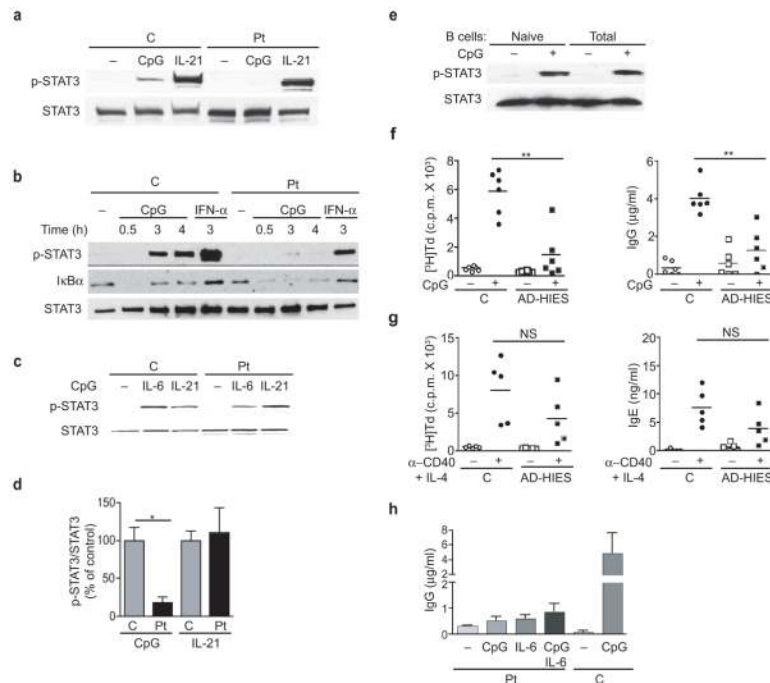 a
C Pt
– CpG IL-21 – CpG IL-21
p-STAT3
STAT3
b
C Pt
– CpG IFN-α – CpG IFN-α
Time (h) 0.5 3 4 3 0.5 3 4 3
p-STAT3
IκBα
STAT3
c
C Pt
CpG – IL-6 IL-21 – IL-6 IL-21
p-STAT3
STAT3
d
p-STAT3/STAT3
(% of control)
150
100
50
0
*
C Pt C Pt
CpG IL-21
e
B cells: Naive Total
CpG – + – +
p-STAT3
STAT3
f
[³H]Td (c.p.m. X 10³)
8
6
4
2
0
**
CpG – + – +
C AD-HIES
IgG (µg/ml)
6
4
2
0
**
CpG – + – +
C AD-HIES
g
[³H]Td (c.p.m. X 10³)
15
10
5
0
NS
α–CD40 – + – +
+ IL-4 C AD-HIES
IgE (ng/ml)
20
15
10
5
0
NS
α–CD40 – + – +
+ IL-4 C AD-HIES
h
IgG (µg/ml)
8
6
4
2
1
0
– CpG IL-6 CpG – CpG
IL-6
Pt C